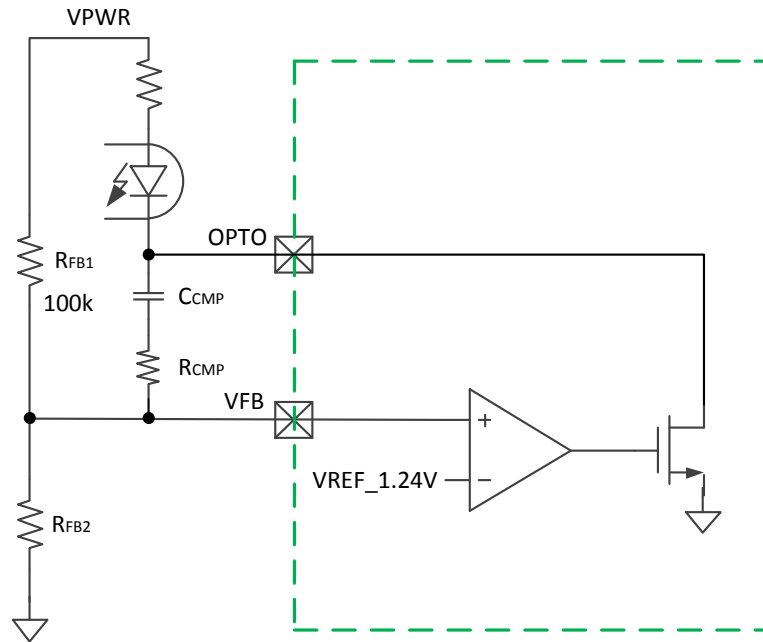 VPWR
OPTO
RFB1
100k
CCMP
RCMP
VFB
+
VREF_1.24V
−
RFB2